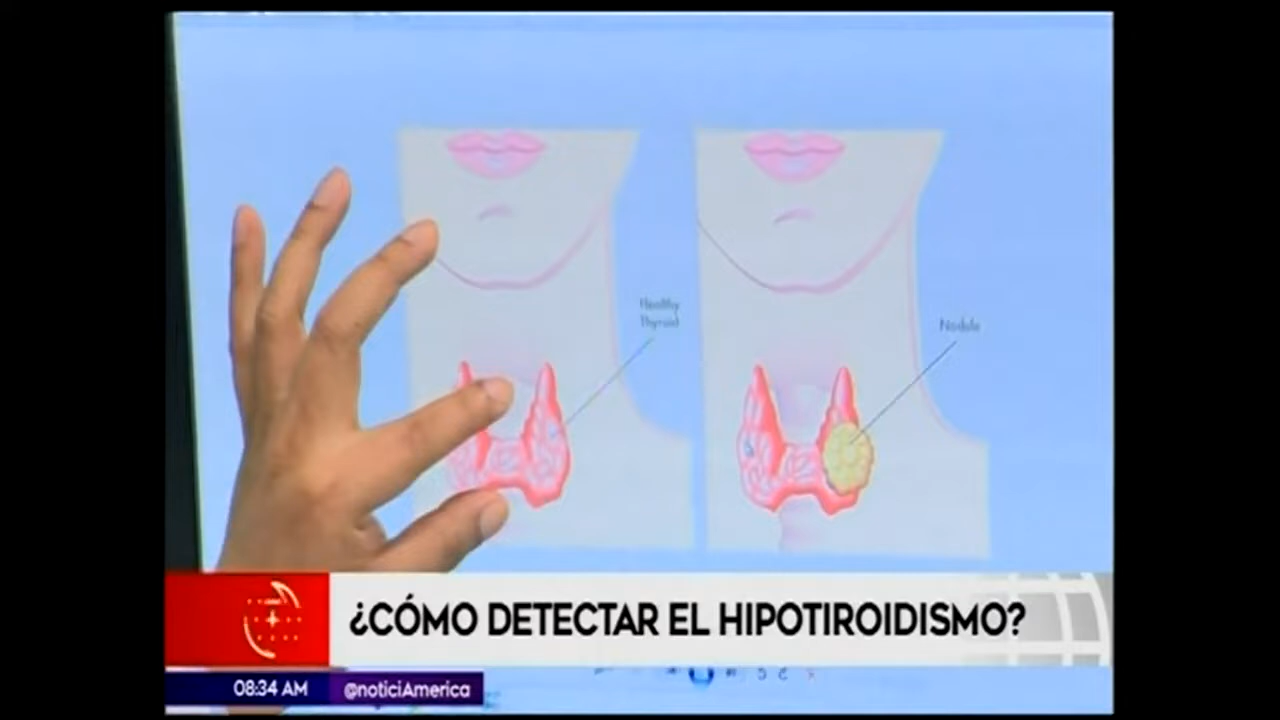 Healthy
Thyroid
Nodule
¿CÓMO DETECTAR EL HIPOTIROIDISMO?
08:34 AM
@noticiAmerica